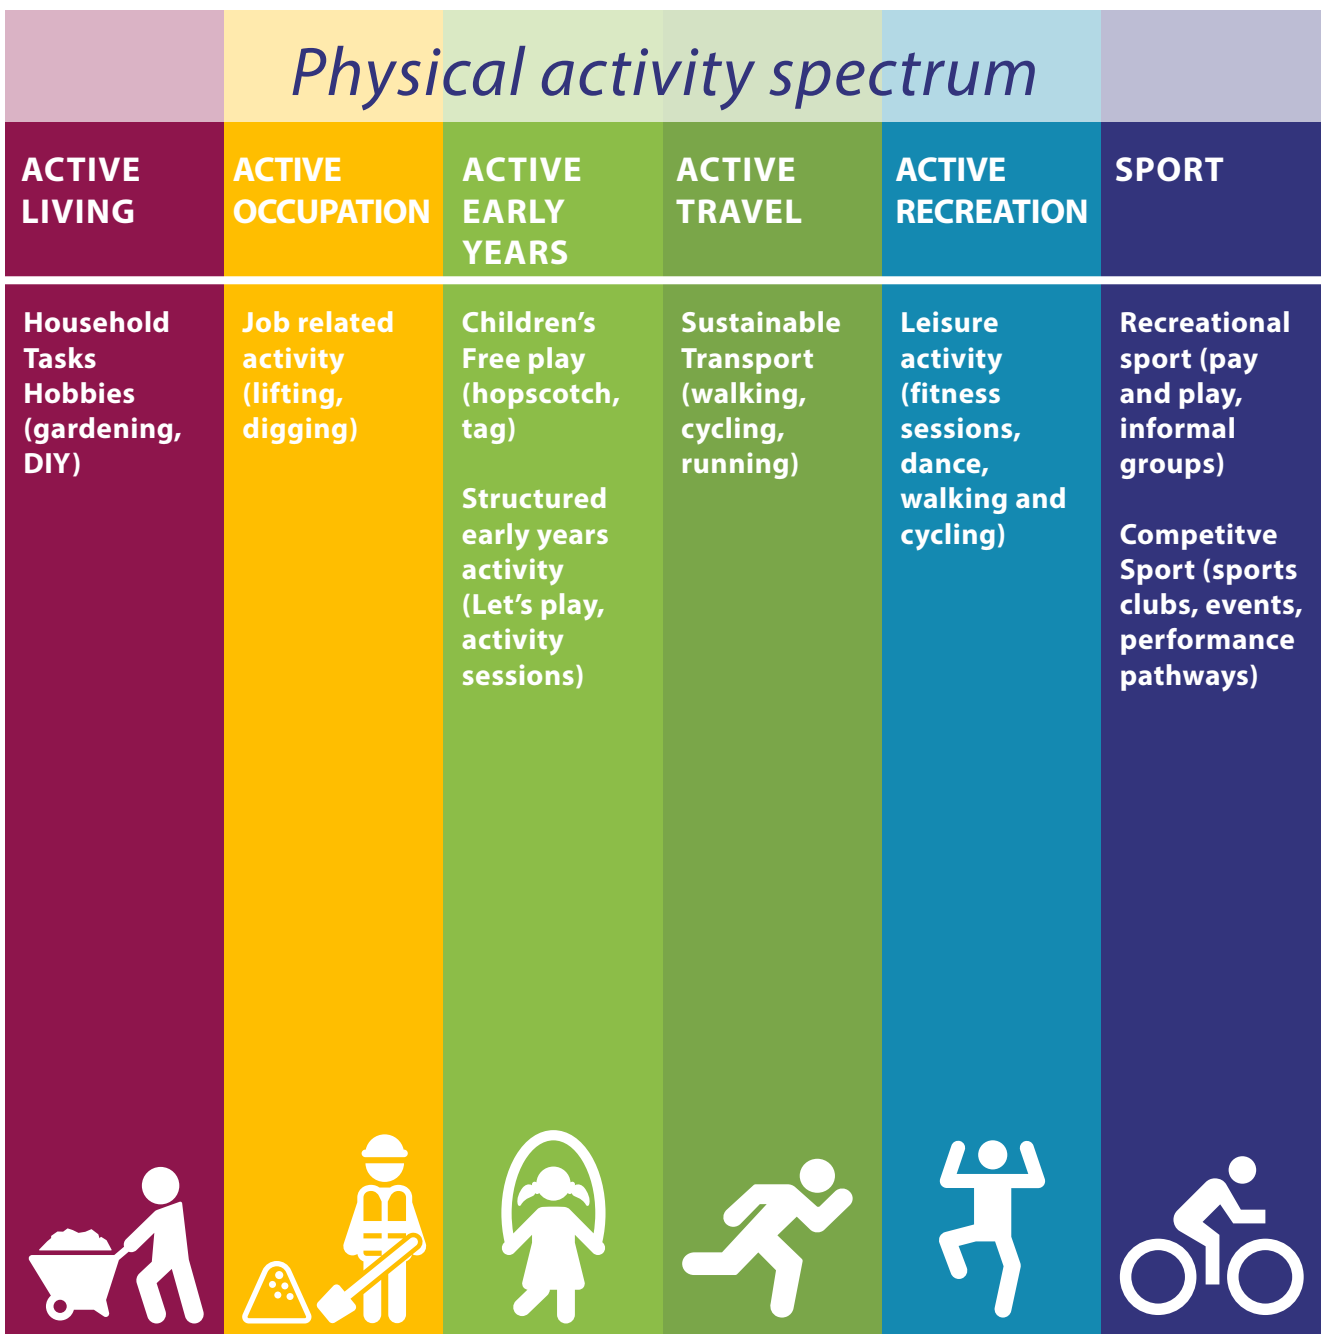 Physical activity spectrum
ACTIVE
LIVING
ACTIVE
OCCUPATION
ACTIVE
EARLY
YEARS
ACTIVE
TRAVEL
ACTIVE
RECREATION
SPORT
Household
Tasks
Hobbies
(gardening,
DIY)
Job related
activity
(lifting,
digging)
Children's
Free play
(hopscotch,
tag)
Structured
early years
activity
(Let's play,
activity
sessions)
Sustainable
Transport
(walking,
cycling,
running)
Leisure
activity
(fitness
sessions,
dance,
walking and
cycling)
Recreational
sport (pay
and play,
informal
groups)
Competitve
Sport (sports
clubs, events,
performance
pathways)